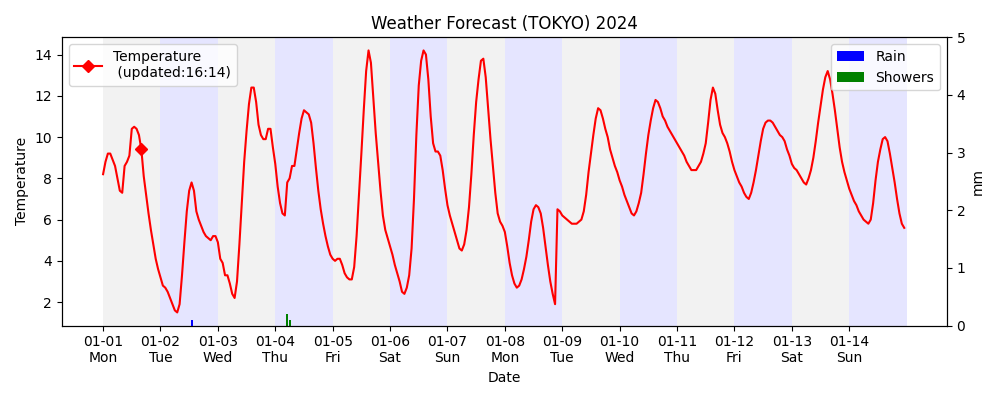 Weather Forecast (TOKYO) 2024
Temperature
(updated:16:14)
Rain
Showers
14
12
10
8
6
4
2
Temperature
5
4
3
2
1
0
mm
01-01 01-02 01-03 01-04 01-05 01-06 01-07 01-08 01-09 01-10 01-11 01-12 01-13 01-14
Mon Tue Wed Thu Fri Sat Sun Mon Tue Wed Thu Fri Sat Sun
Date